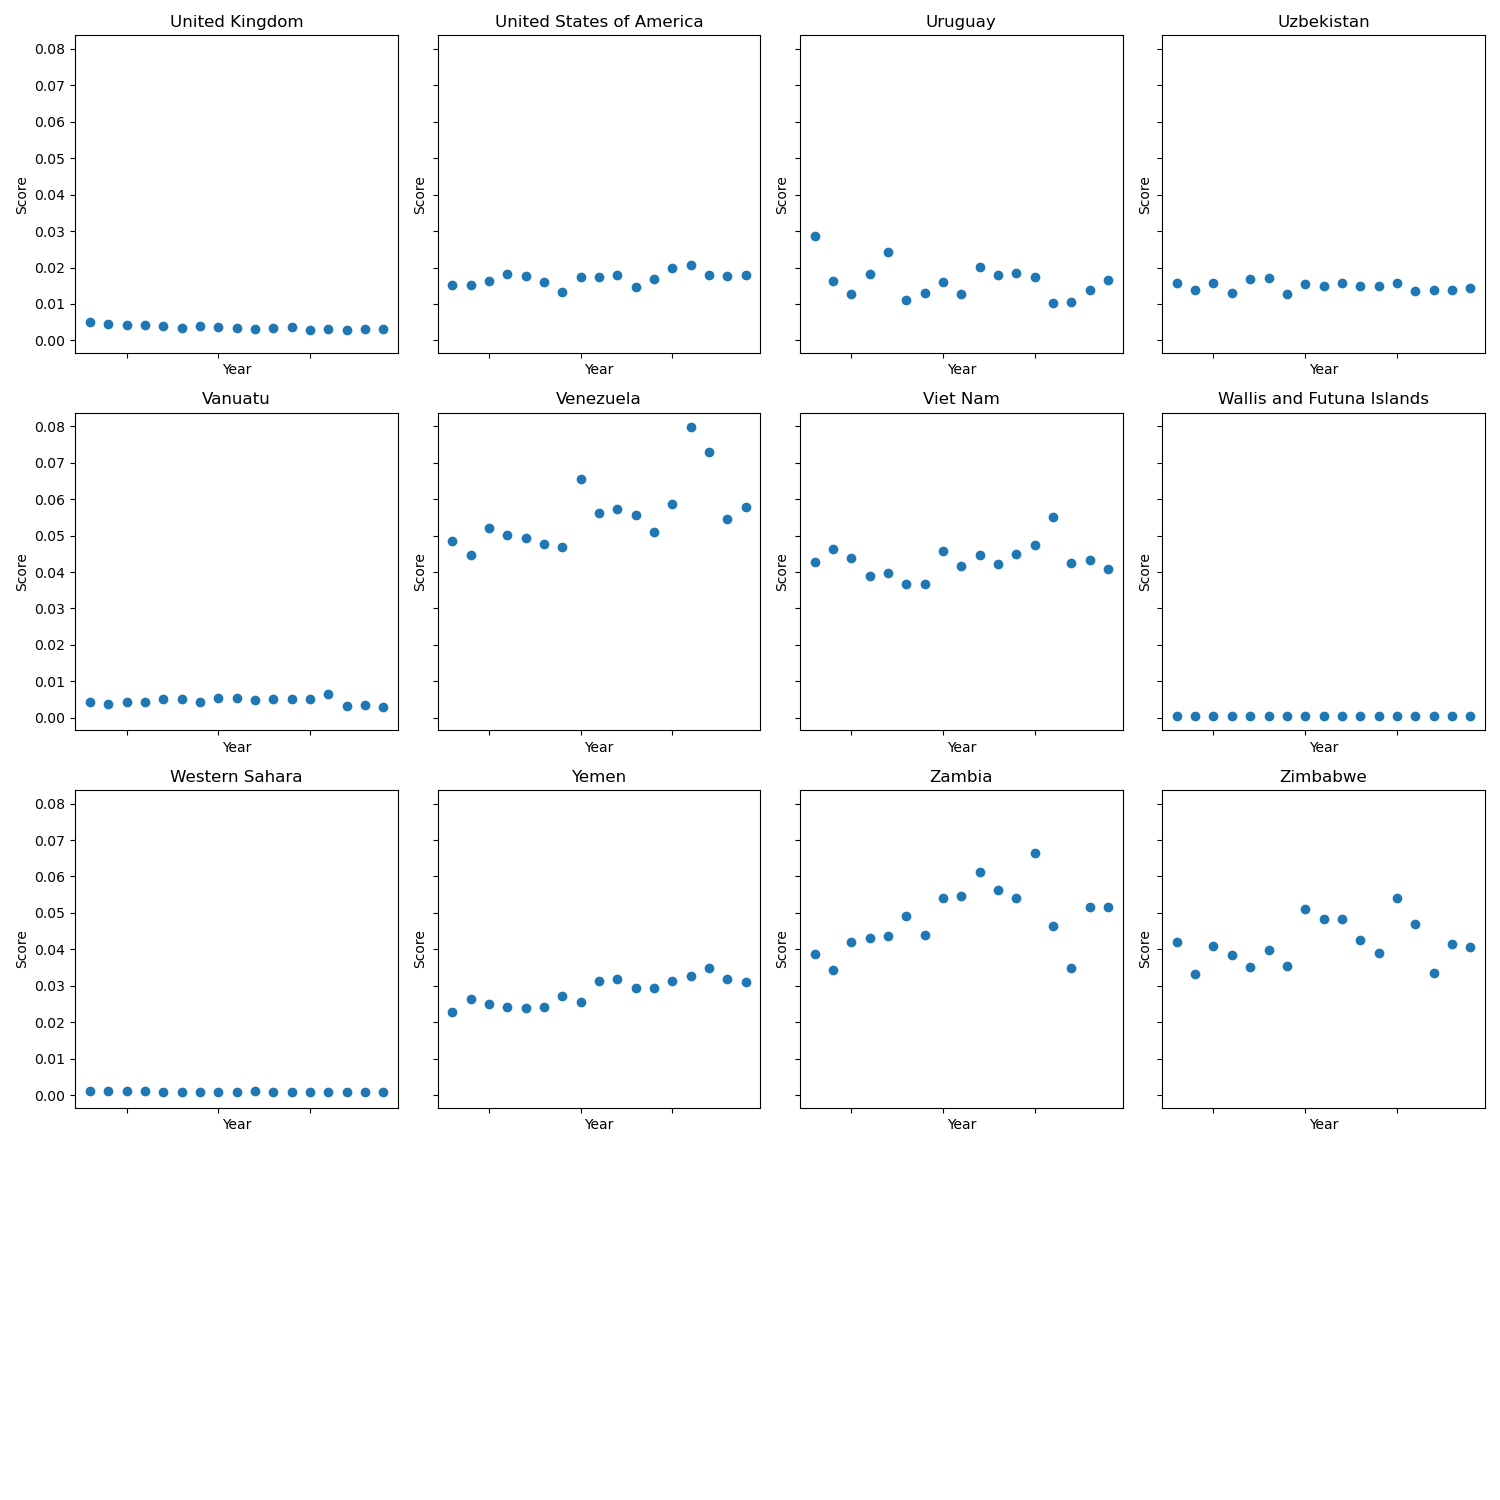 United Kingdom
United States of America
Uruguay
Uzbekistan
0.08
0.07
0.06
0.05
0.04
0.03
0.02
0.01
0.00
Score
Score
Score
Score
Year
Year
Year
Year
Vanuatu
Venezuela
Viet Nam
Wallis and Futuna Islands
0.08
0.07
0.06
0.05
0.04
0.03
0.02
0.01
0.00
Score
Score
Score
Score
Year
Year
Year
Year
Western Sahara
Yemen
Zambia
Zimbabwe
0.08
0.07
0.06
0.05
0.04
0.03
0.02
0.01
0.00
Score
Score
Score
Score
Year
Year
Year
Year